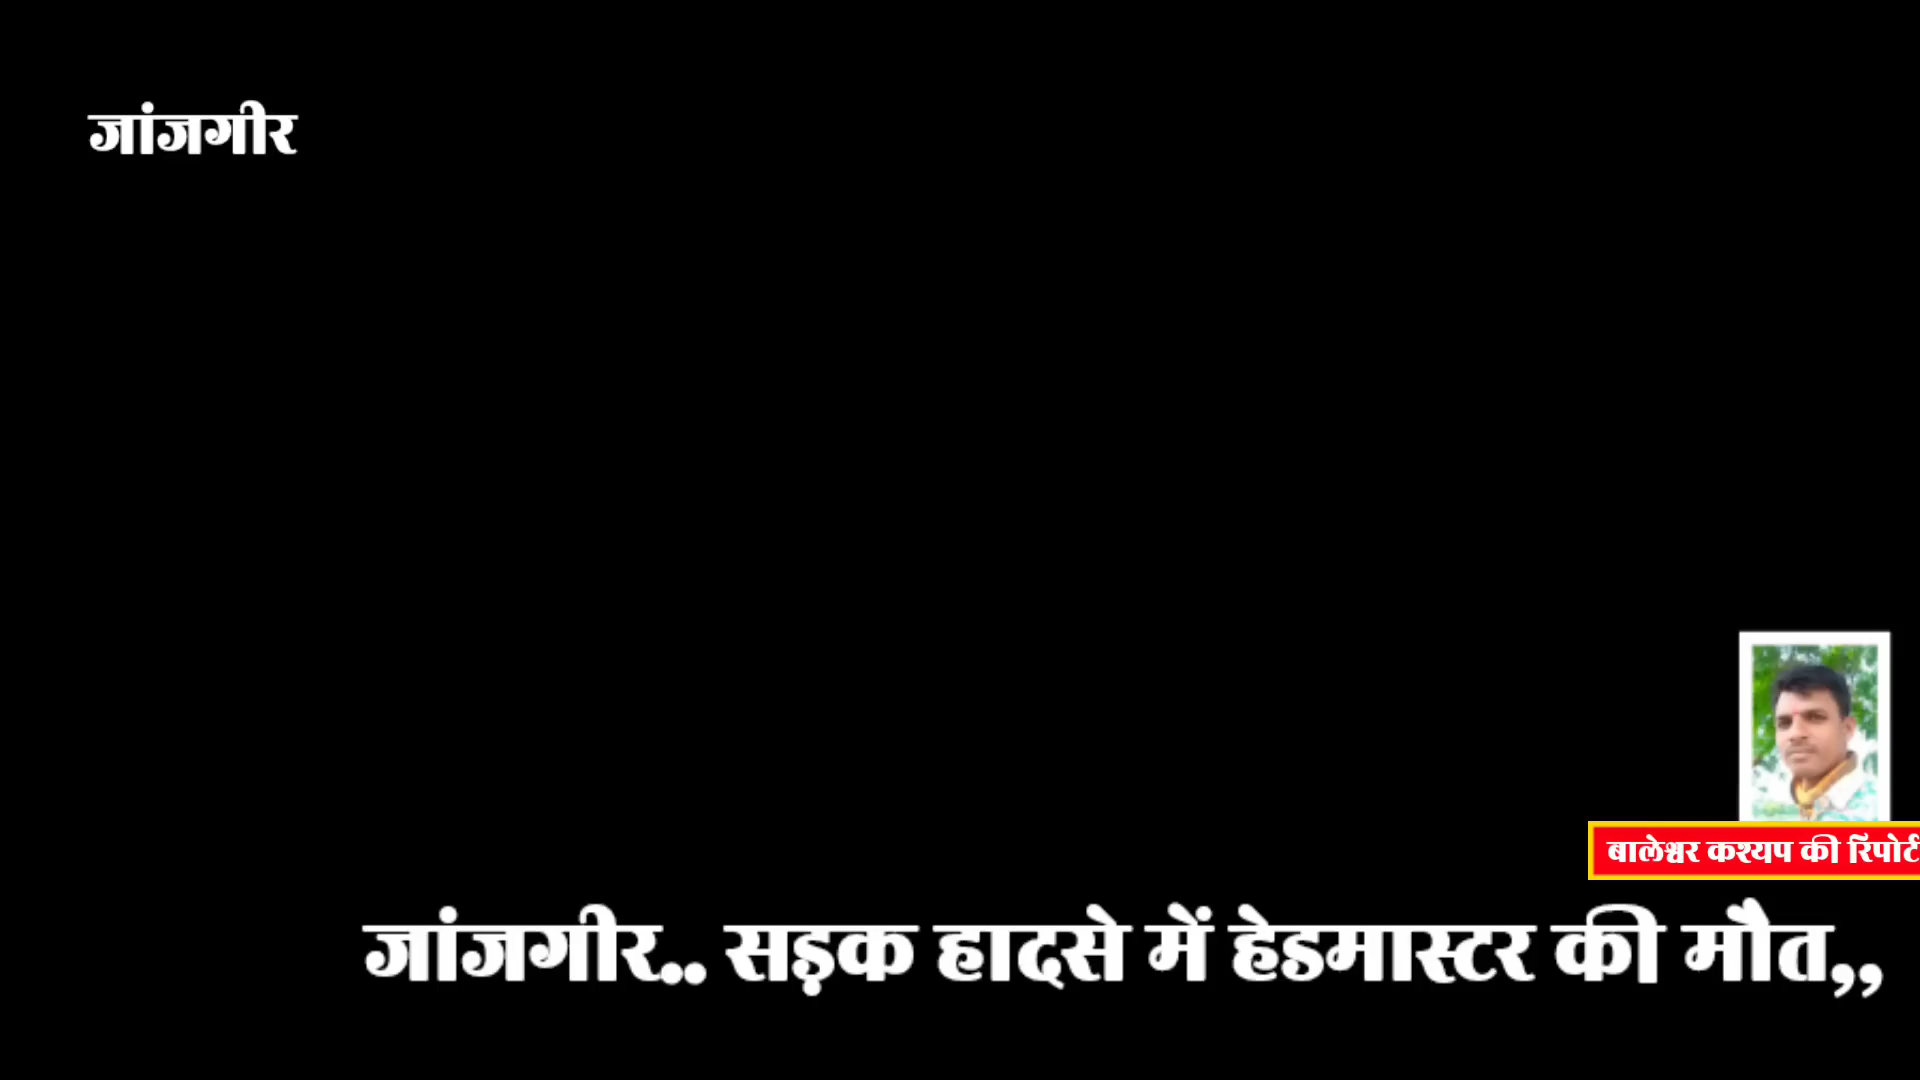 जांजगीर
बालेश्वर कश्यप की रिपोर्ट
जांजगीर.. सड़क हादसे में हेडमास्टर की मौत,,